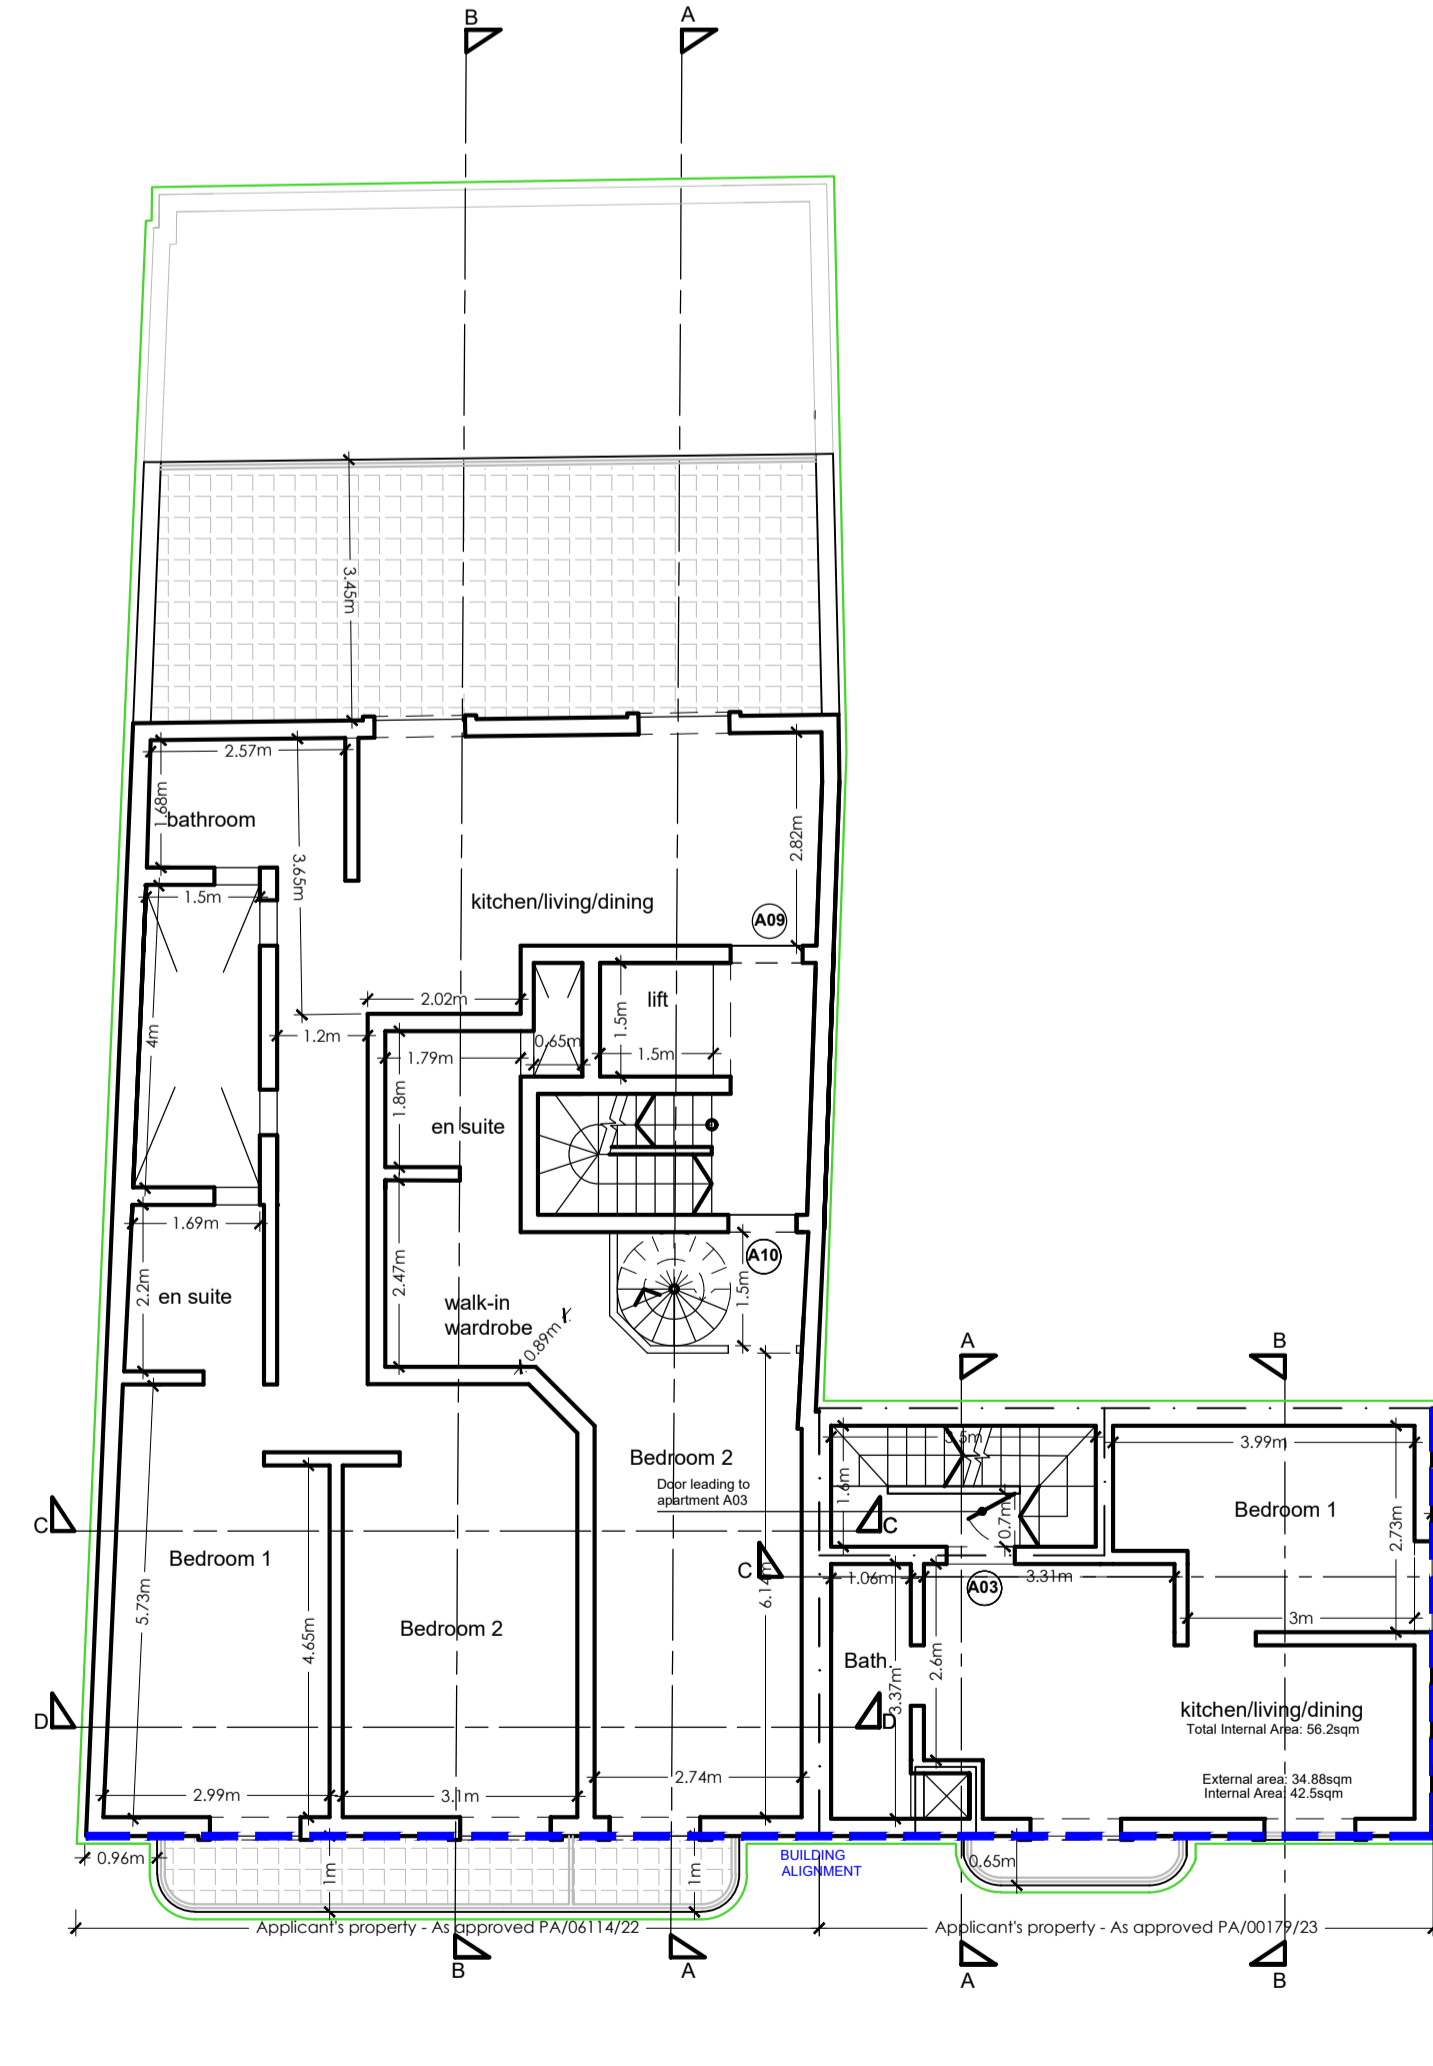 B
A
3.45m
2.57m
1.68m
bathroom
3.65m
2.82m
1.5m
kitchen/living/dining
A09
4m
2.02m
lift
1.5m
1.2m
1.79m
0.65m
1.5m
1.8m
en suite
1.69m
2.2m
en suite
2.47m
walk-in
wardrobe
0.89m
A10
1.5m
A
B
Bedroom 2
Door leading to
apartment A03
3.5m
3.99m
1.6m
0.7m
Bedroom 1
2.73m
C
C
C
Bedroom 1
5.73m
4.65m
Bedroom 2
6.14m
1.06m
A03
3.31m
3m
Bath.
3.37m
2.6m
kitchen/living/dining
Total Internal Area: 56.2sqm
External area: 34.88sqm
Internal Area: 42.5sqm
D
D
2.99m
3.1m
2.74m
0.96m
1m
1m
BUILDING
ALIGNMENT
0.65m
Applicant's property - As approved PA/06114/22
Applicant's property - As approved PA/00179/23
B
A
A
B